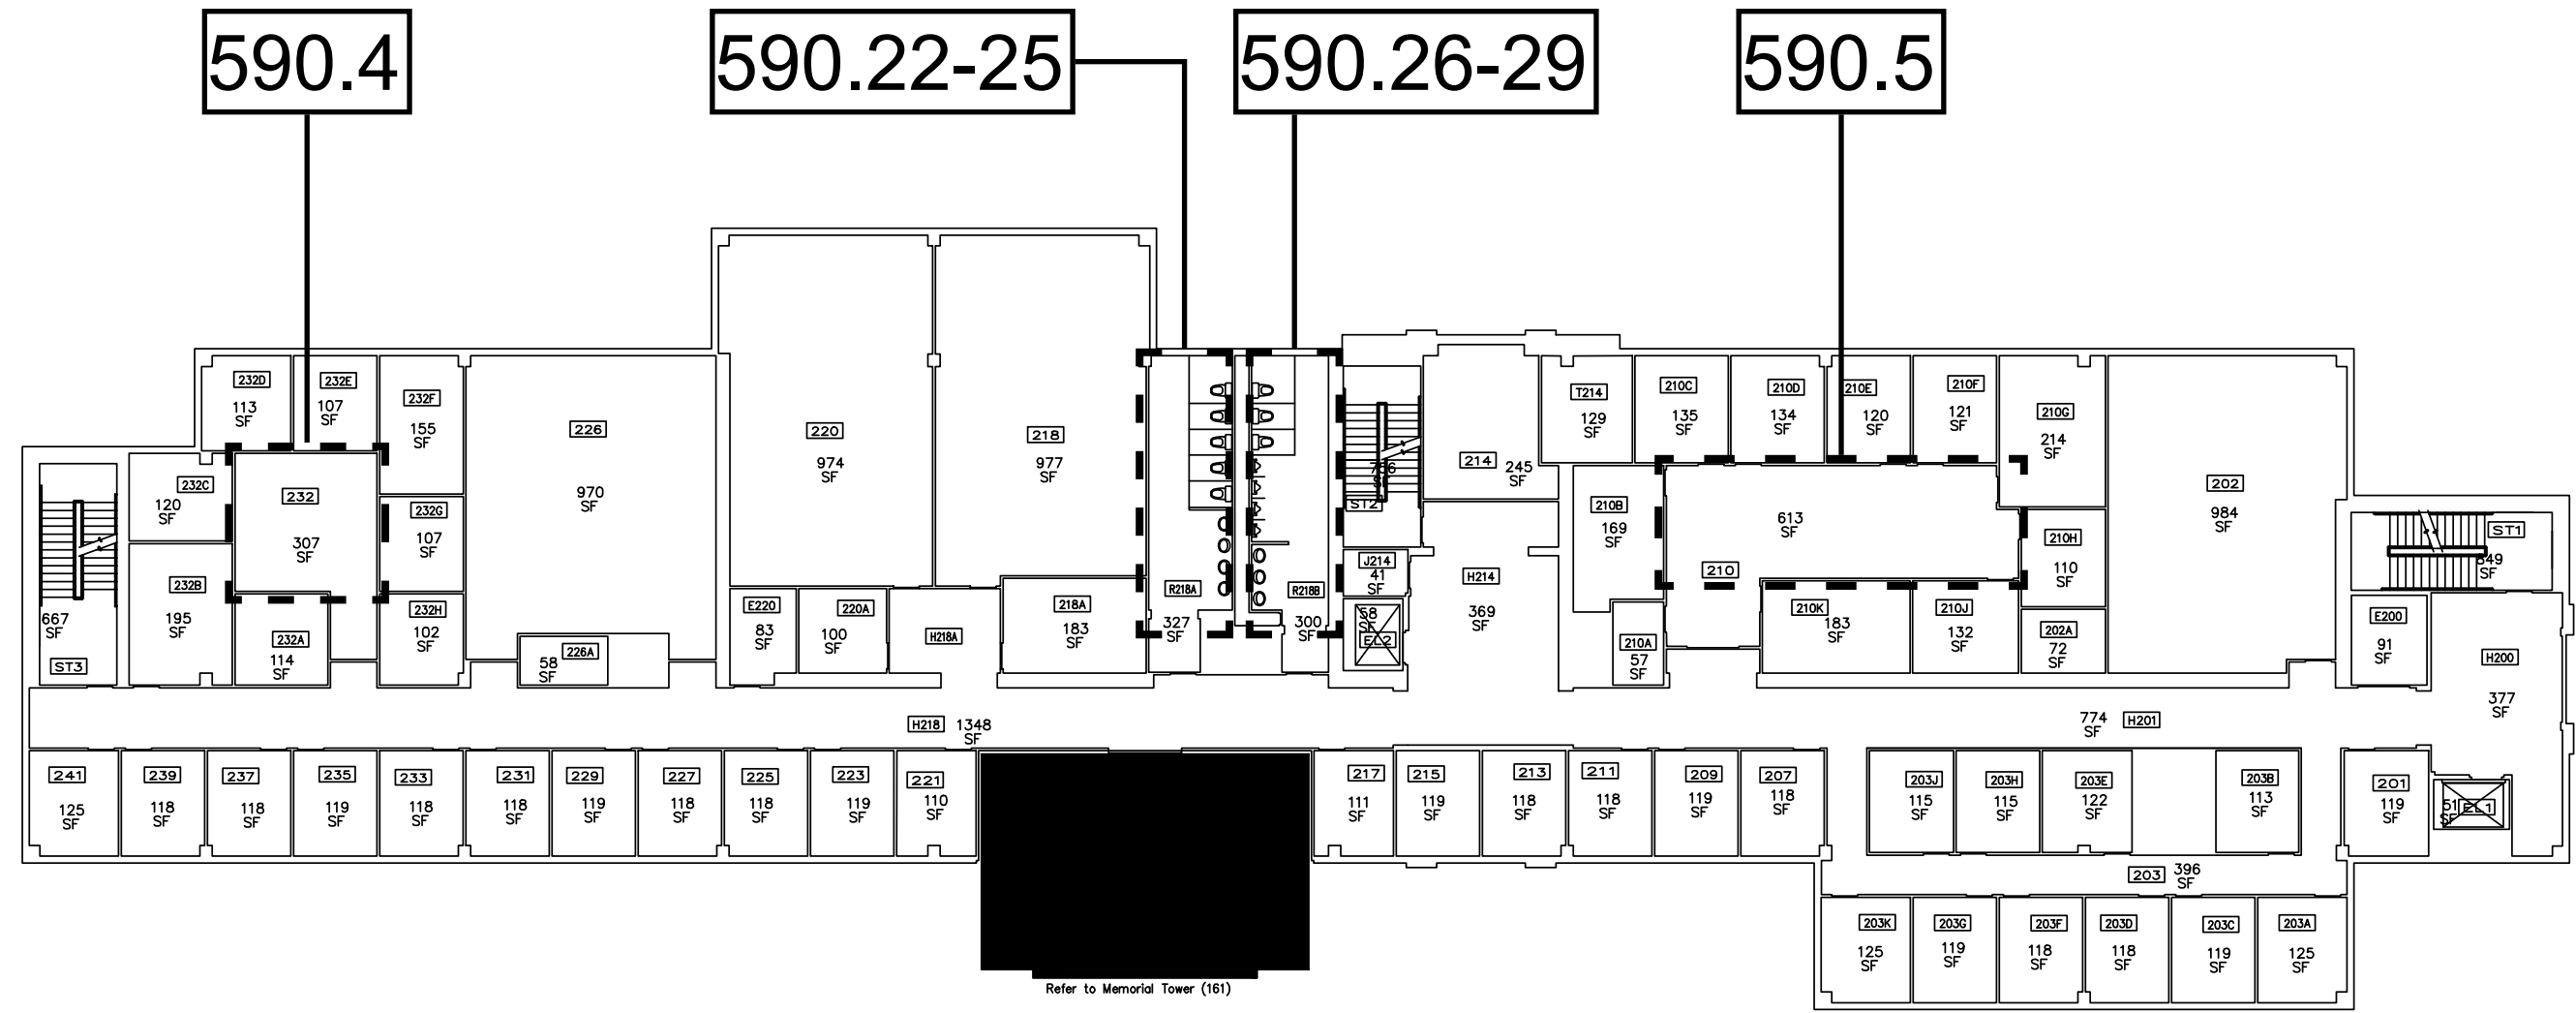 590.4
590.22-25
590.26-29
590.5
232D
113
SF
232E
107
SF
232F
155
SF
226
970
SF
220
974
SF
218
977
SF
232C
120
SF
232
307
SF
232G
107
SF
232B
195
SF
232A
114
SF
232H
102
SF
667
SF
ST3
226A
58
SF
E220
83
SF
220A
100
SF
H218A
218A
183
SF
R218A
327
SF
R218B
300
SF
ST2
J214
41
SF
58
SF
EL2
214
245
SF
H214
369
SF
T214
129
SF
210C
135
SF
210D
134
SF
210E
120
SF
210F
121
SF
210G
214
SF
202
984
SF
210B
169
SF
613
SF
210
210H
110
SF
210A
57
SF
210K
183
SF
210J
132
SF
202A
72
SF
ST1
SF
E200
91
SF
H200
377
SF
H218
1348
SF
774
SF
H201
241
125
SF
239
118
SF
237
118
SF
235
119
SF
233
118
SF
231
118
SF
229
119
SF
227
118
SF
225
118
SF
223
119
SF
221
110
SF
217
111
SF
215
119
SF
213
118
SF
211
118
SF
209
119
SF
207
118
SF
203J
115
SF
203H
115
SF
203E
122
SF
203B
113
SF
201
119
SF
51
SF
EL1
203
396
SF
203K
125
SF
203G
119
SF
203F
118
SF
203D
118
SF
203C
119
SF
203A
125
SF
Refer to Memorial Tower (161)